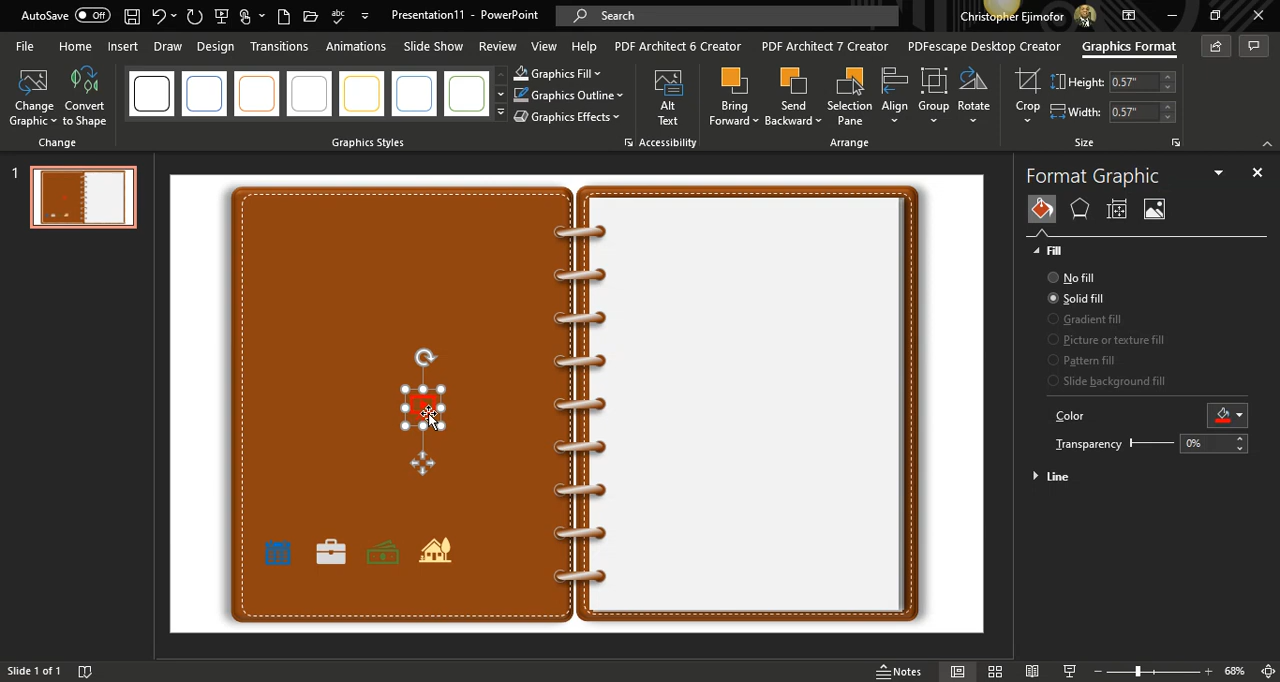 AutoSave Off Presentation11 - PowerPoint Search Christopher Ejimofor
File Home Insert Draw Design Transitions Animations Slide Show Review View Help PDF Architect 6 Creator PDF Architect 7 Creator PDFescape Desktop Creator Graphics Format
Graphics Fill
Graphics Outline
Graphics Effects
Change Graphic
Convert to Shape
Alt Text
Bring Forward
Send Backward
Selection Pane
Align
Group
Rotate
Crop
Height: 0.57"
Width: 0.57"
Change Graphics Styles Accessibility Arrange Size
1
Format Graphic
Fill
No fill
Solid fill
Gradient fill
Picture or texture fill
Pattern fill
Slide background fill
Color
Transparency 0%
Line
Slide 1 of 1 Notes 68%